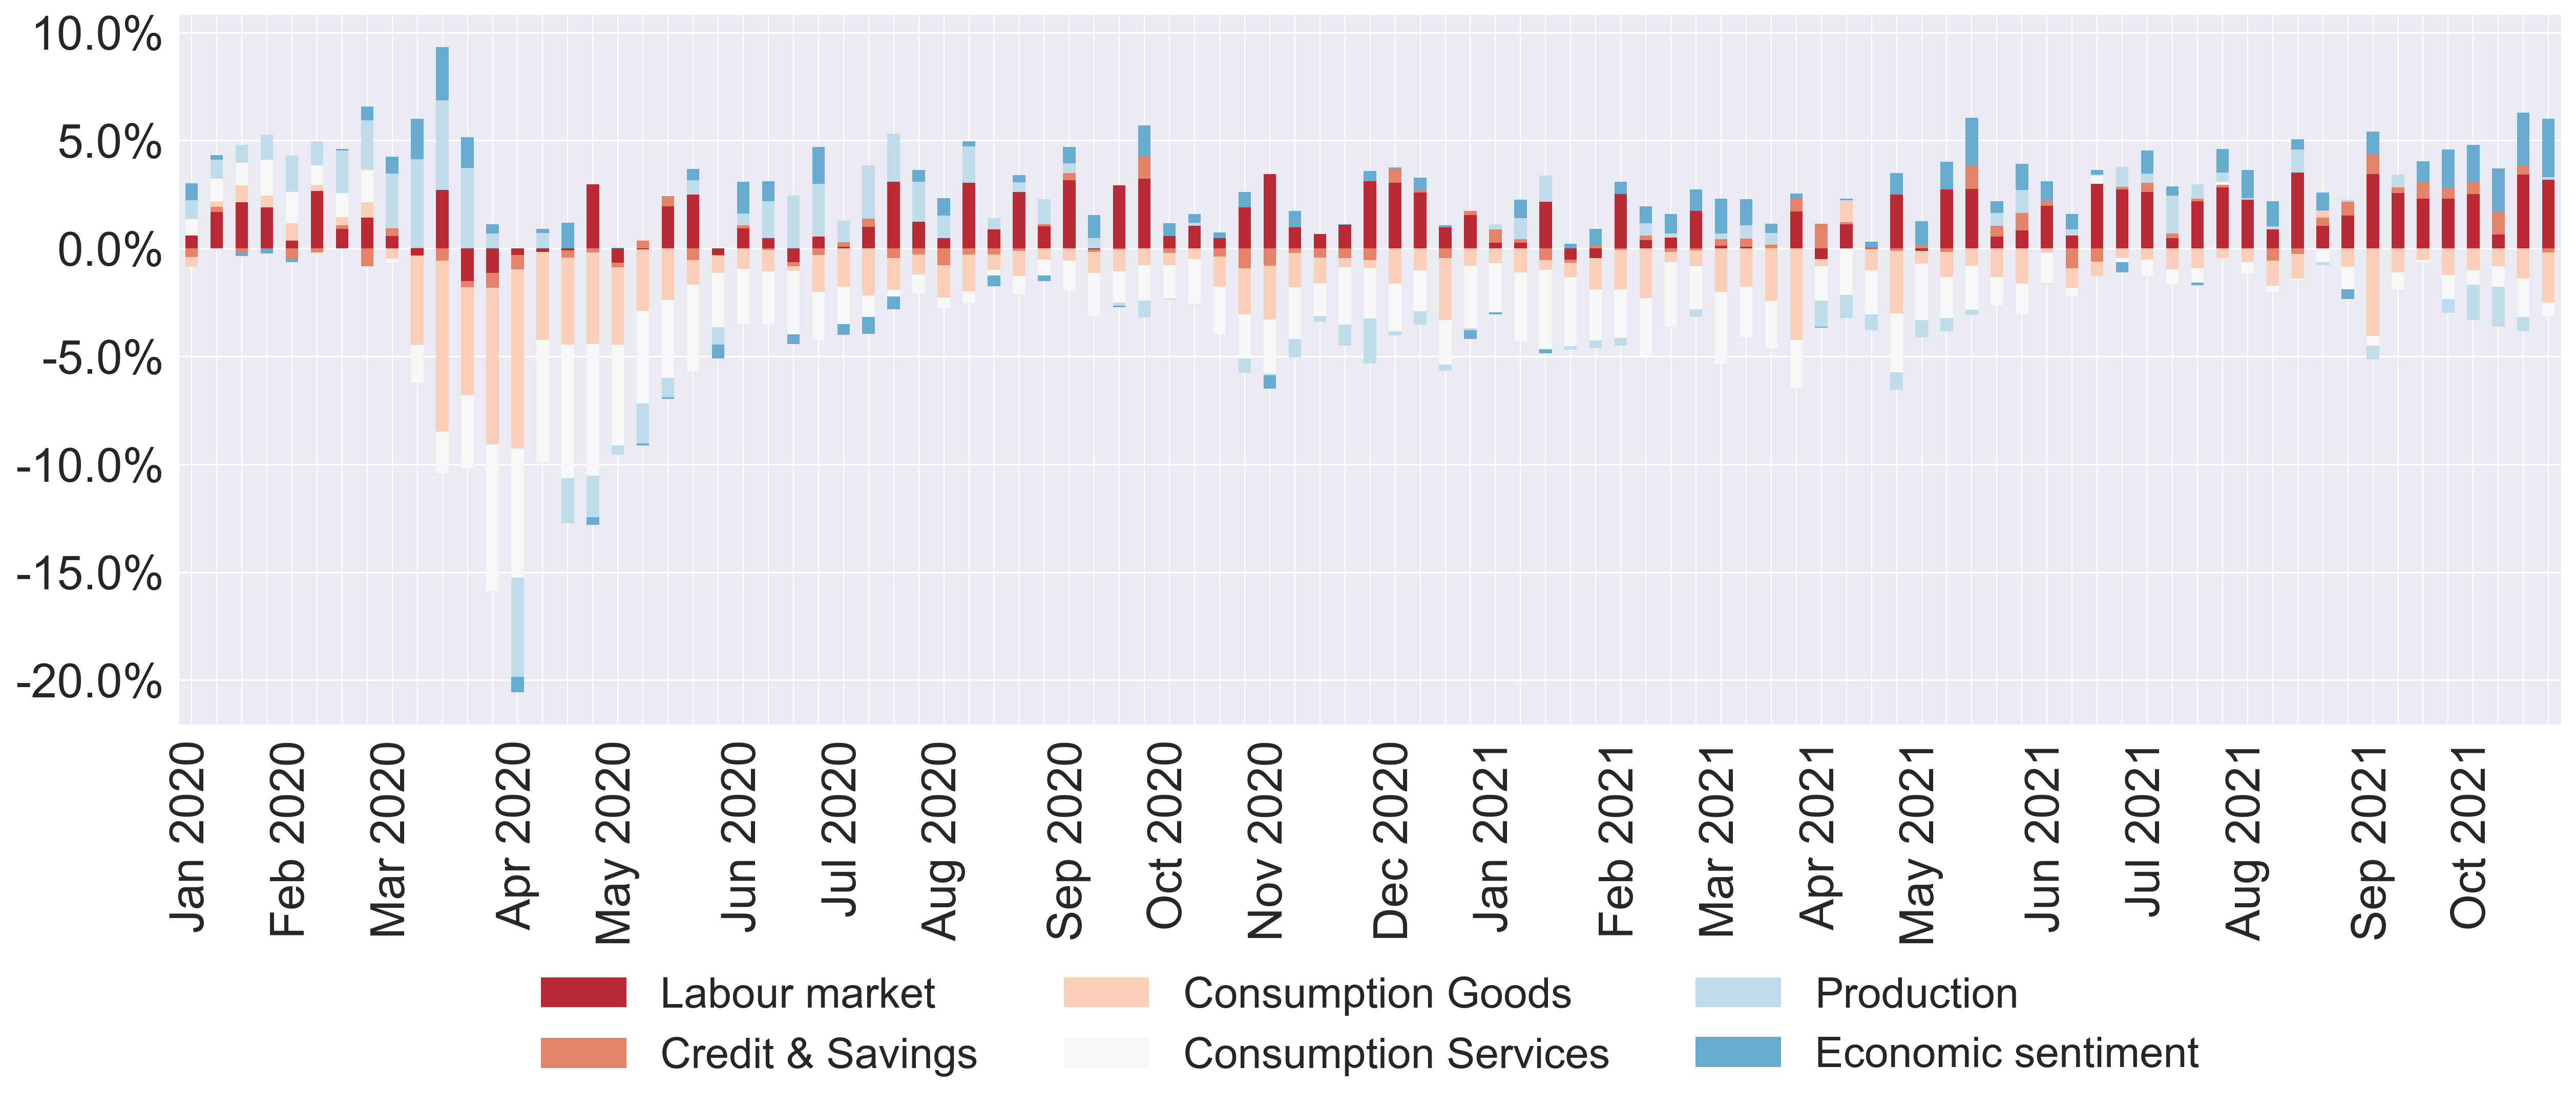 10.0%
5.0%
0.0%
-5.0%
-10.0%
-15.0%
-20.0%
Jan 2020
Feb 2020
Mar 2020
Apr 2020
May 2020
Jun 2020
Jul 2020
Aug 2020
Sep 2020
Oct 2020
Nov 2020
Dec 2020
Jan 2021
Feb 2021
Mar 2021
Apr 2021
May 2021
Jun 2021
Jul 2021
Aug 2021
Sep 2021
Oct 2021
Labour market
Consumption Goods
Production
Credit & Savings
Consumption Services
Economic sentiment